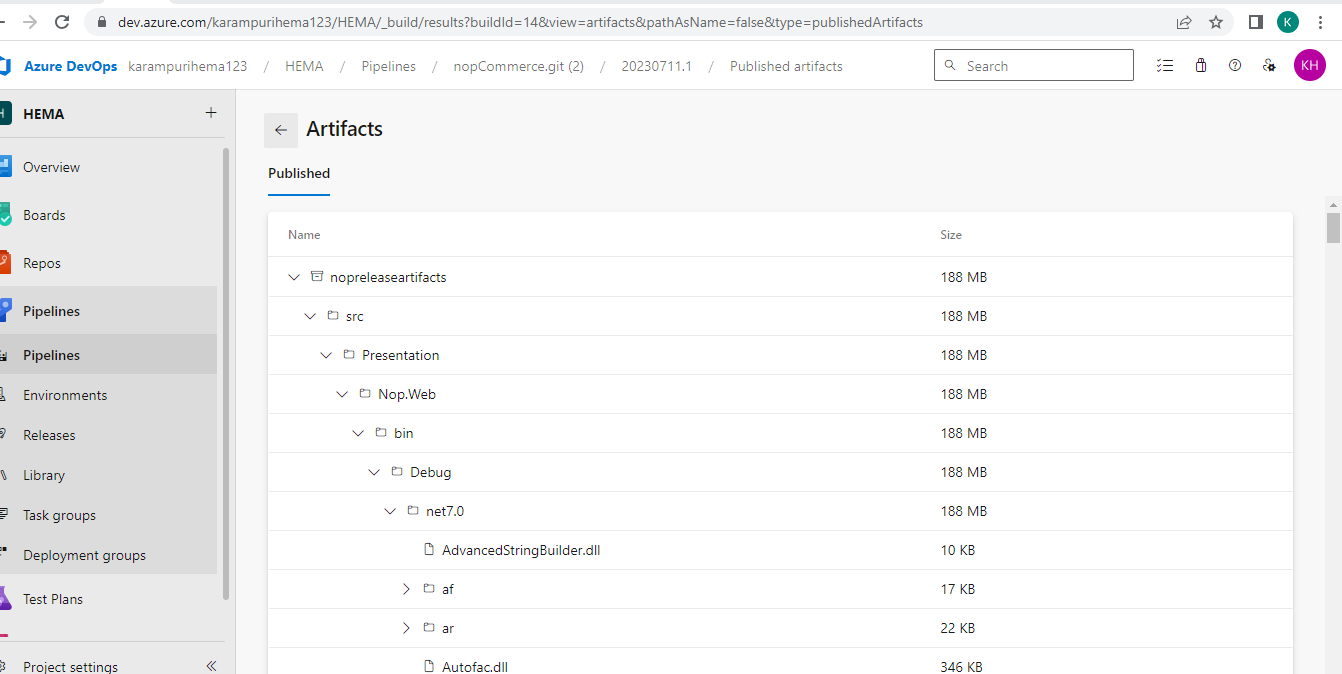 dev.azure.com/karampurihema123/HEMA/_build/results?buildId=14&view=artifacts&pathAsName=false&type=publishedArtifacts
K
Azure DevOps karampurihema123 / HEMA / Pipelines / nopCommerce.git (2) / 20230711.1 / Published artifacts
Search
KH
H HEMA +
Overview
Boards
Repos
Pipelines
Pipelines
Environments
Releases
Library
Task groups
Deployment groups
Test Plans
Project settings
Artifacts
Published
Name Size
nopreleaseartifacts 188 MB
src 188 MB
Presentation 188 MB
Nop.Web 188 MB
bin 188 MB
Debug 188 MB
net7.0 188 MB
AdvancedStringBuilder.dll 10 KB
af 17 KB
ar 22 KB
Autofac.dll 346 KB